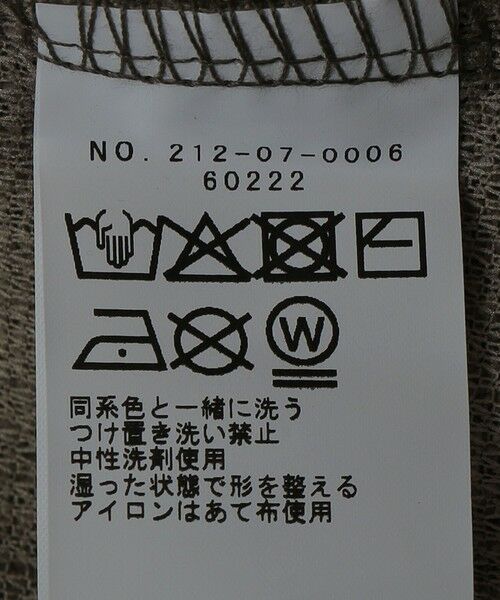 NO. 212-07-0006
60222
W
同系色と一緒に洗う
つけ置き洗い禁止
中性洗剤使用
湿った状態で形を整える
アイロンはあて布使用